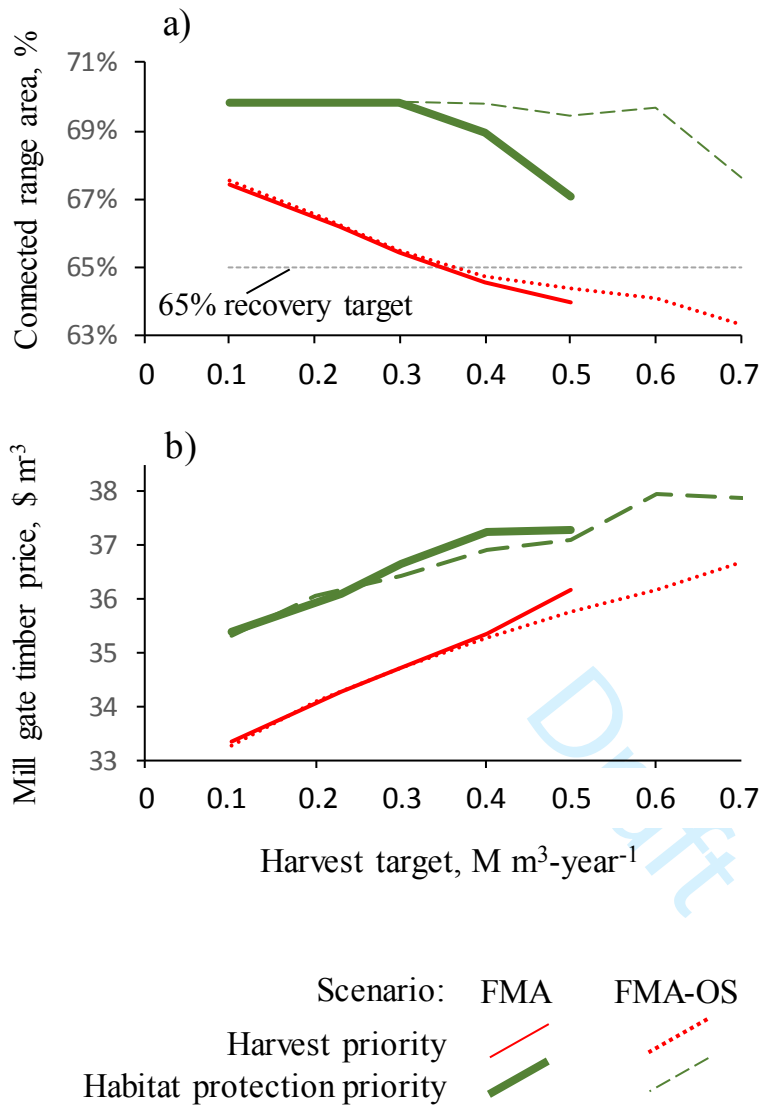 a)
Connected range area, %
71%
69%
67%
65%
63%
65% recovery target
0 0.1 0.2 0.3 0.4 0.5 0.6 0.7
b)
Mill gate timber price, $ m⁻³
38
37
36
35
34
33
0 0.1 0.2 0.3 0.4 0.5 0.6 0.7
Harvest target, M m³-year⁻¹
Draft
Scenario: FMA FMA-OS
Harvest priority
Habitat protection priority